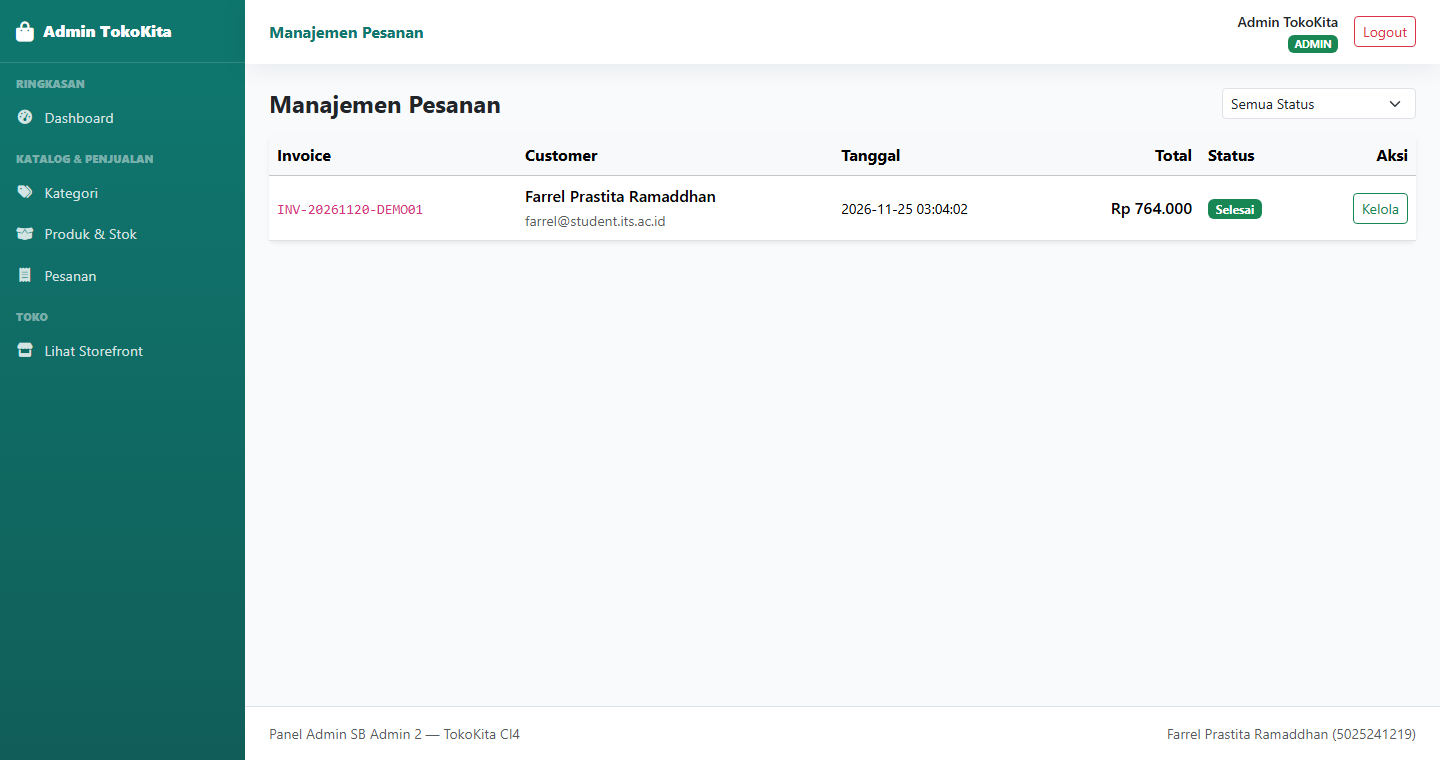 Admin TokoKita
RINGKASAN
Dashboard
KATALOG & PENJUALAN
Kategori
Produk & Stok
Pesanan
TOKO
Lihat Storefront
Manajemen Pesanan
Admin TokoKita
ADMIN
Logout
Manajemen Pesanan
Semua Status
Invoice Customer Tanggal Total Status Aksi
INV-20261120-DEMO01 Farrel Prastita Ramaddhan 2026-11-25 03:04:02 Rp 764.000 Selesai Kelola
farrel@student.its.ac.id
Panel Admin SB Admin 2 — TokoKita CI4
Farrel Prastita Ramaddhan (5025241219)